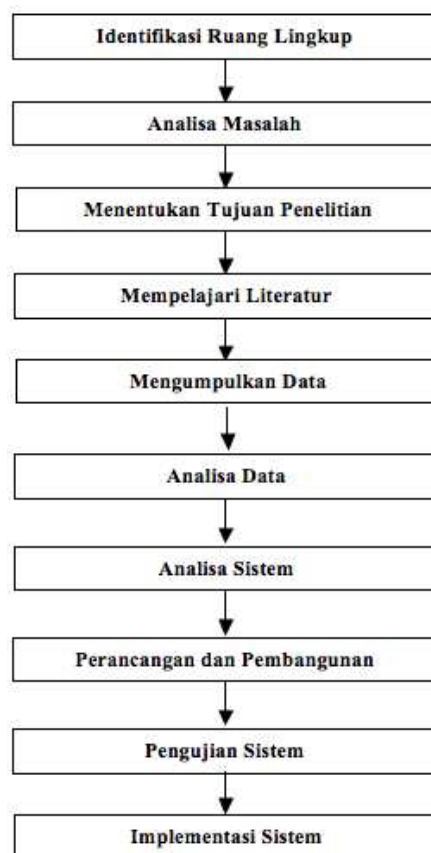 Identifikasi Ruang Lingkup
Analisa Masalah
Menentukan Tujuan Penelitian
Mempelajari Literatur
Mengumpulkan Data
Analisa Data
Analisa Sistem
Perancangan dan Pembangunan
Pengujian Sistem
Implementasi Sistem